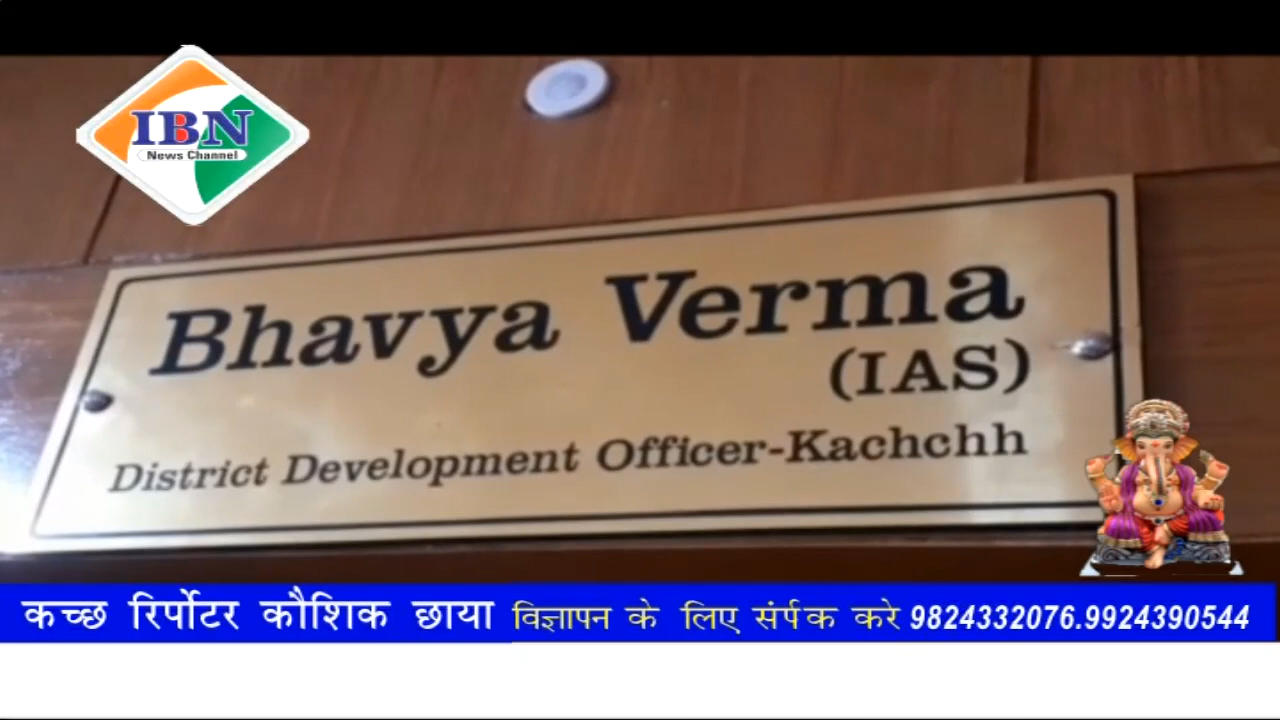 IBN
News Channel
Bhavya Verma
(IAS)
District Development Officer-Kachchh
कच्छ रिर्पोटर कौशिक छाया विज्ञापन के लिए संर्पक करे 9824332076.9924390544